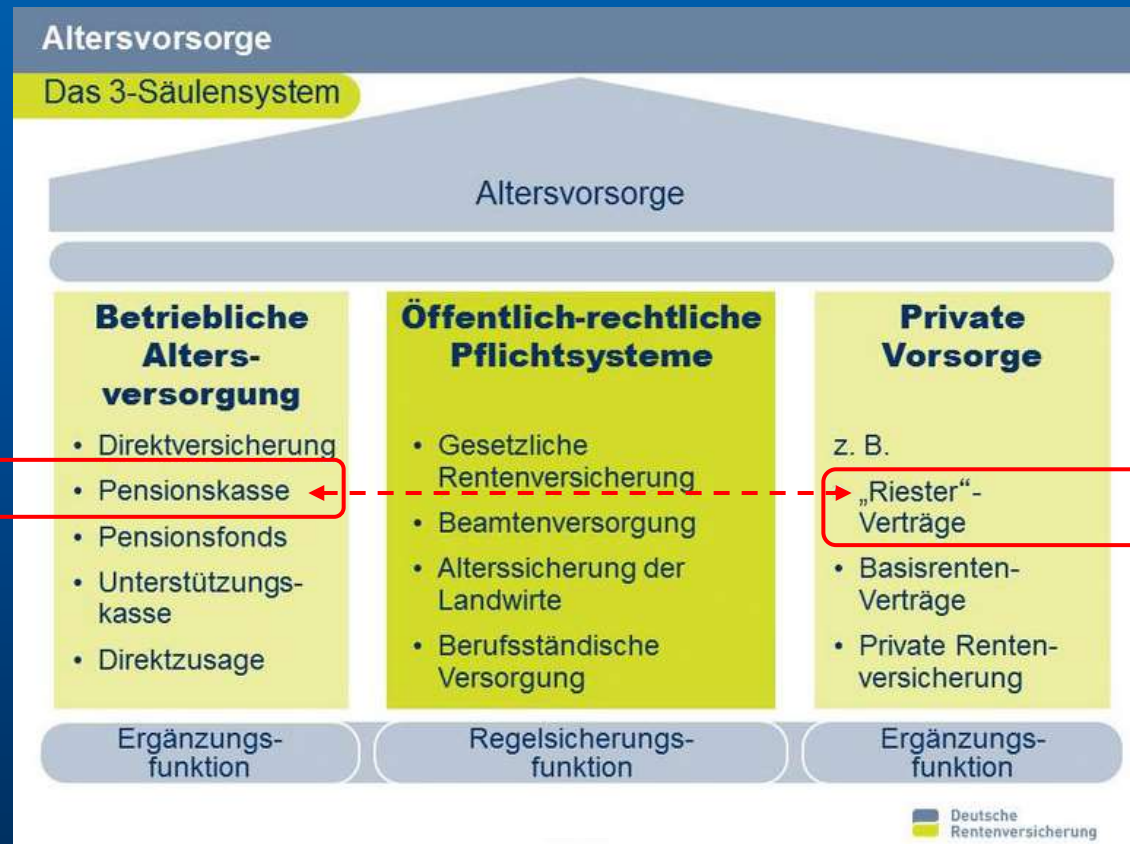 Altersvorsorge
Das 3-Säulensystem
Altersvorsorge
Betriebliche
Alters-
versorgung
• Direktversicherung
• Pensionskasse
• Pensionsfonds
• Unterstützungs-
kasse
• Direktzusage
Öffentlich-rechtliche
Pflichtsysteme
• Gesetzliche
Rentenversicherung
• Beamtenversorgung
• Alterssicherung der
Landwirte
• Berufsständische
Versorgung
Private
Vorsorge
z. B.
„Riester“-
Verträge
• Basisrenten-
Verträge
• Private Renten-
versicherung
Ergänzungs-
funktion
Regelsicherungs-
funktion
Ergänzungs-
funktion
Deutsche
Rentenversicherung